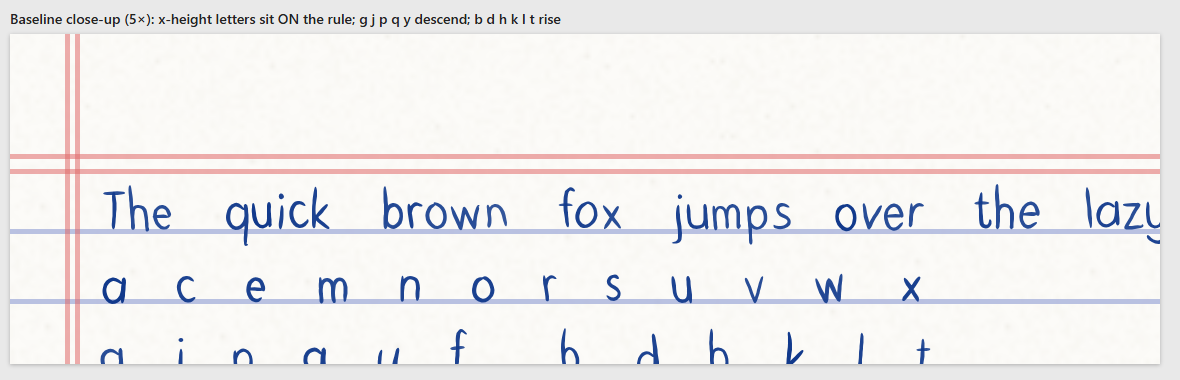 Baseline close-up (5×): x-height letters sit ON the rule; g j p q y descend; b d h k l t rise
The quick brown fox jumps over the lazy
a c e m n o r s u v w x
g j p q y f b d h k l t